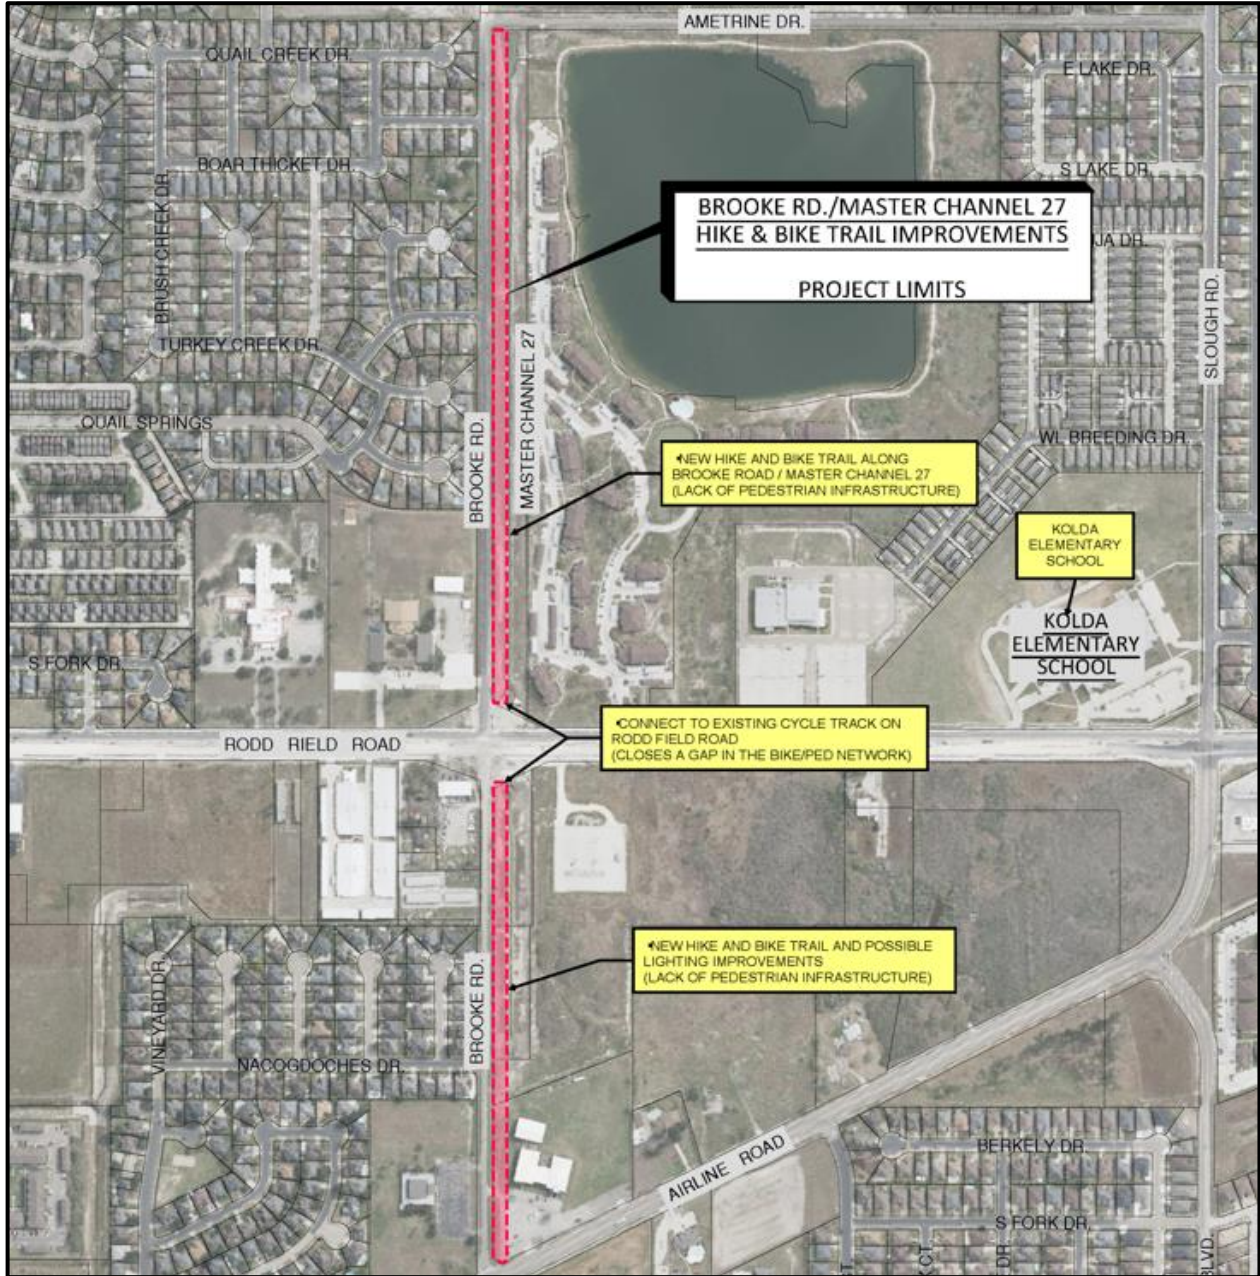 AMETRINE DR.
QUAIL CREEK DR.
E LAKE DR.
BOAR THICKET DR.
S LAKE DR.
BRUSH CREEK DR.
BROOKE RD./MASTER CHANNEL 27
HIKE & BIKE TRAIL IMPROVEMENTS
PROJECT LIMITS
JA DR.
SLOUGH RD.
TURKEY CREEK DR.
MASTER CHANNEL 27
QUAIL SPRINGS
BROOKE RD.
WL BREEDING DR.
•NEW HIKE AND BIKE TRAIL ALONG
BROOKE ROAD / MASTER CHANNEL 27
(LACK OF PEDESTRIAN INFRASTRUCTURE)
KOLDA
ELEMENTARY
SCHOOL
KOLDA
ELEMENTARY
SCHOOL
S FORK DR.
•CONNECT TO EXISTING CYCLE TRACK ON
RODD FIELD ROAD
(CLOSES A GAP IN THE BIKE/PED NETWORK)
RODD RIELD ROAD
•NEW HIKE AND BIKE TRAIL AND POSSIBLE
LIGHTING IMPROVEMENTS
(LACK OF PEDESTRIAN INFRASTRUCTURE)
VINEYARD DR.
BROOKE RD.
NACOGDOCHES DR.
AIRLINE ROAD
BERKELY DR.
S FORK DR.
CT.
DR
BLVD.